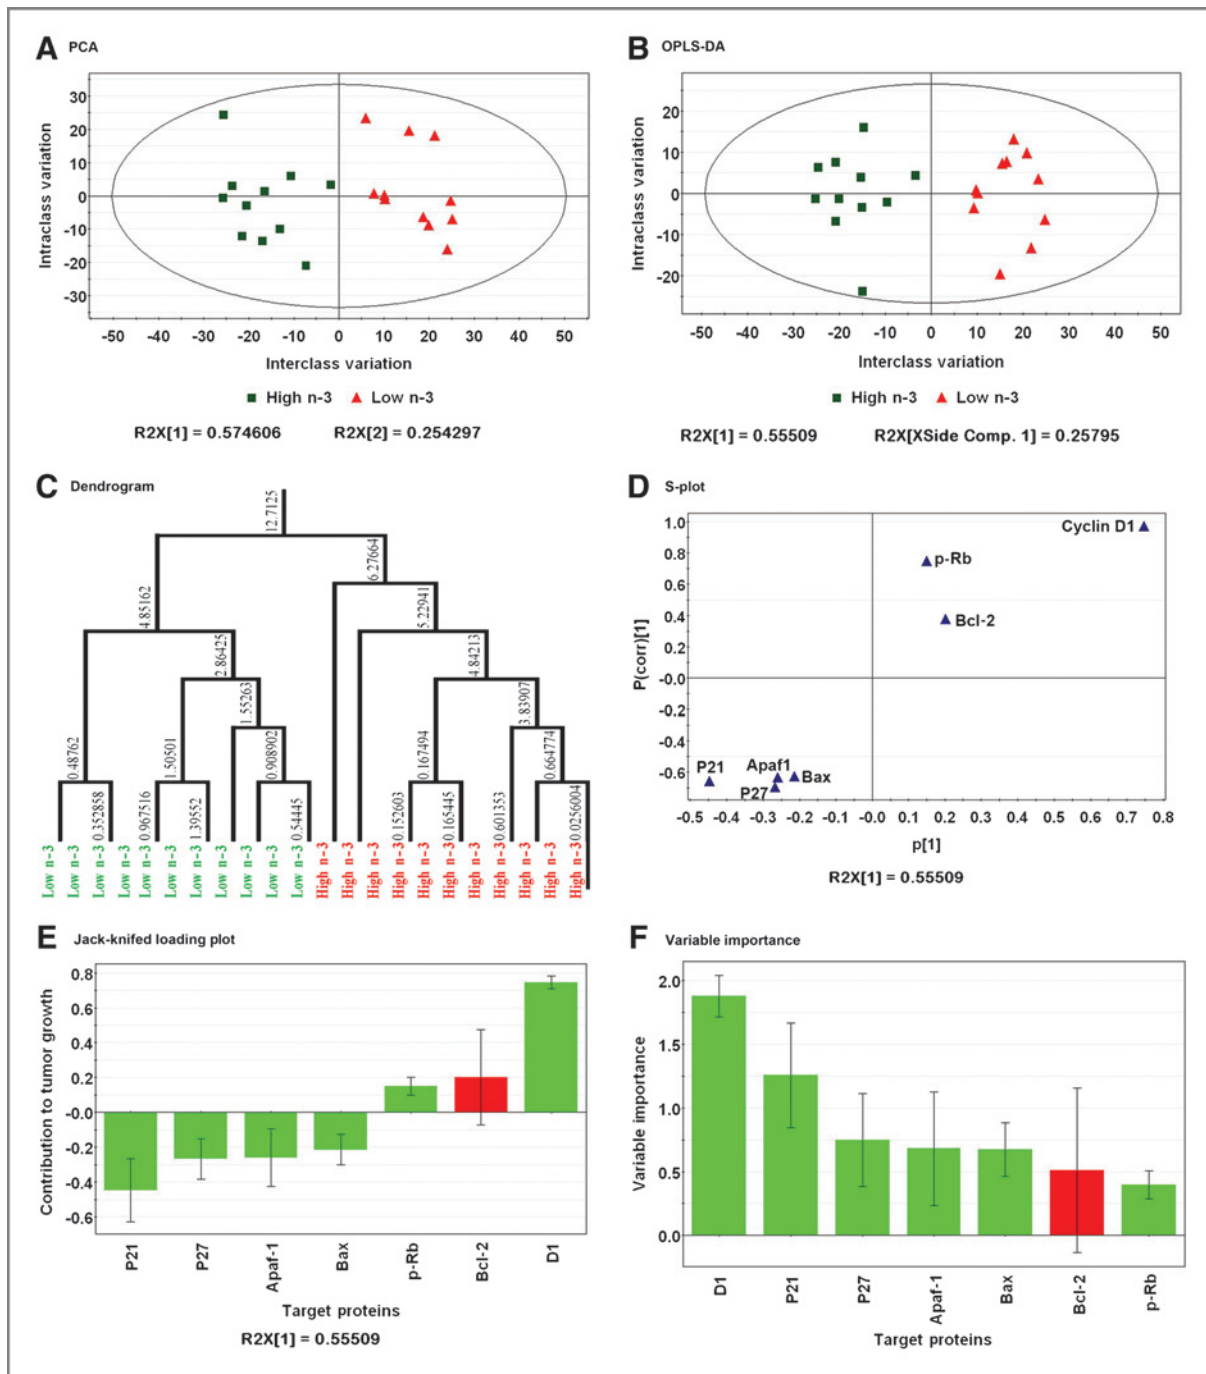 A PCA
Intraclass variation
30
20
10
0
-10
-20
-30
-50 -40 -30 -20 -10 0 10 20 30 40 50
Interclass variation
High n-3 Low n-3
R2X[1] = 0.574606 R2X[2] = 0.254297
B OPLS-DA
Intraclass variation
20
10
0
-10
-20
-50 -40 -30 -20 -10 0 10 20 30 40 50
Interclass variation
High n-3 Low n-3
R2X[1] = 0.55509 R2X[XSide Comp. 1] = 0.25795
C Dendrogram
12.7125
6.27664
4.85162
5.22941
2.86425
4.84213
1.55263
3.83907
0.48762
1.50501
0.908902
0.167494
0.664774
0.352858
0.967516
1.39552
0.54445
0.152603
0.165445
0.601353
0.0256004
Low n-3
Low n-3
Low n-3
Low n-3
Low n-3
Low n-3
Low n-3
Low n-3
Low n-3
Low n-3
Low n-3
High n-3
High n-3
High n-3
High n-3
High n-3
High n-3
High n-3
High n-3
High n-3
High n-3
High n-3
D S-plot
P(corr)[1]
1.0
0.8
0.6
0.4
0.2
-0.0
-0.2
-0.4
-0.6
Cyclin D1
p-Rb
Bcl-2
P21
Apaf1
Bax
P27
-0.5 -0.4 -0.3 -0.2 -0.1 -0.0 0.1 0.2 0.3 0.4 0.5 0.6 0.7 0.8
p[1]
R2X[1] = 0.55509
E Jack-knifed loading plot
Contribution to tumor growth
0.8
0.6
0.4
0.2
-0.0
-0.2
-0.4
-0.6
P21
P27
Apaf-1
Bax
p-Rb
Bcl-2
D1
Target proteins
R2X[1] = 0.55509
F Variable importance
Variable importance
2.0
1.5
1.0
0.5
0.0
D1
P21
P27
Apaf-1
Bax
Bcl-2
p-Rb
Target proteins